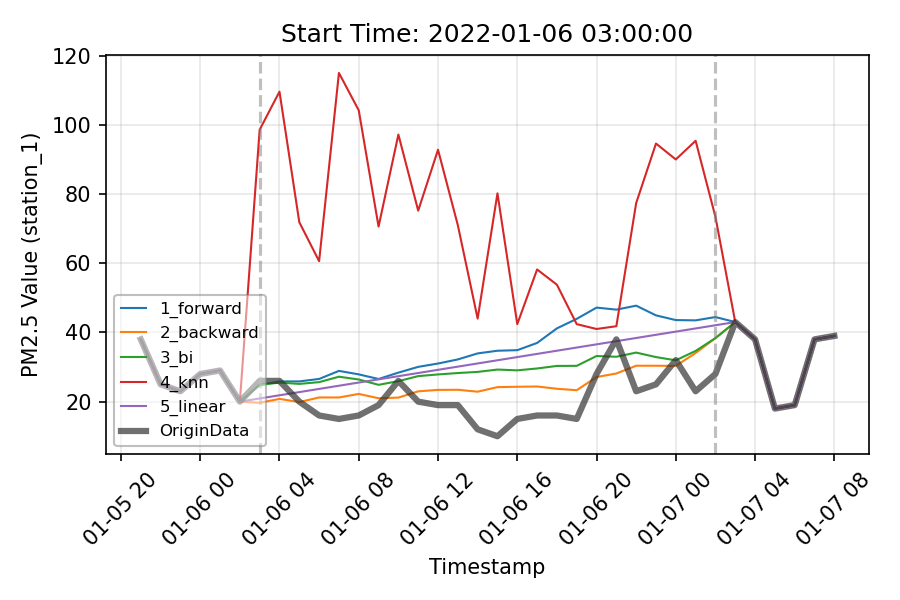 Start Time: 2022-01-06 03:00:00
PM2.5 Value (station_1)
120
100
80
60
40
20
1_forward
2_backward
3_bi
4_knn
5_linear
OriginData
01-05 20
01-06 00
01-06 04
01-06 08
01-06 12
01-06 16
01-06 20
01-07 00
01-07 04
01-07 08
Timestamp